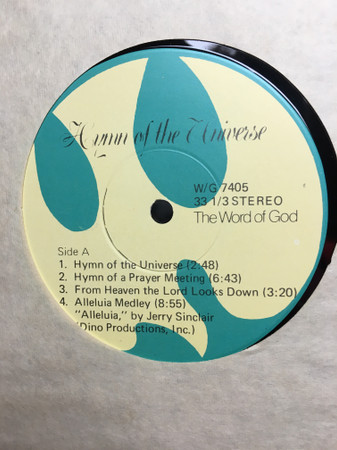 Hymn of the Universe
W/G 7405
33 1/3 STEREO
The Word of God
Side A
1. Hymn of the Universe (2:48)
2. Hymn of a Prayer Meeting (6:43)
3. From Heaven the Lord Looks Down (3:20)
4. Alleluia Medley (8:55)
"Alleluia," by Jerry Sinclair
(Dino Productions, Inc.)